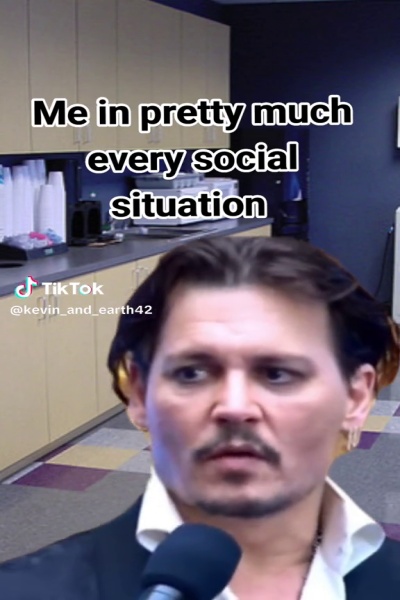 Me in pretty much
every social
situation
TikTok
@kevin_and_earth42